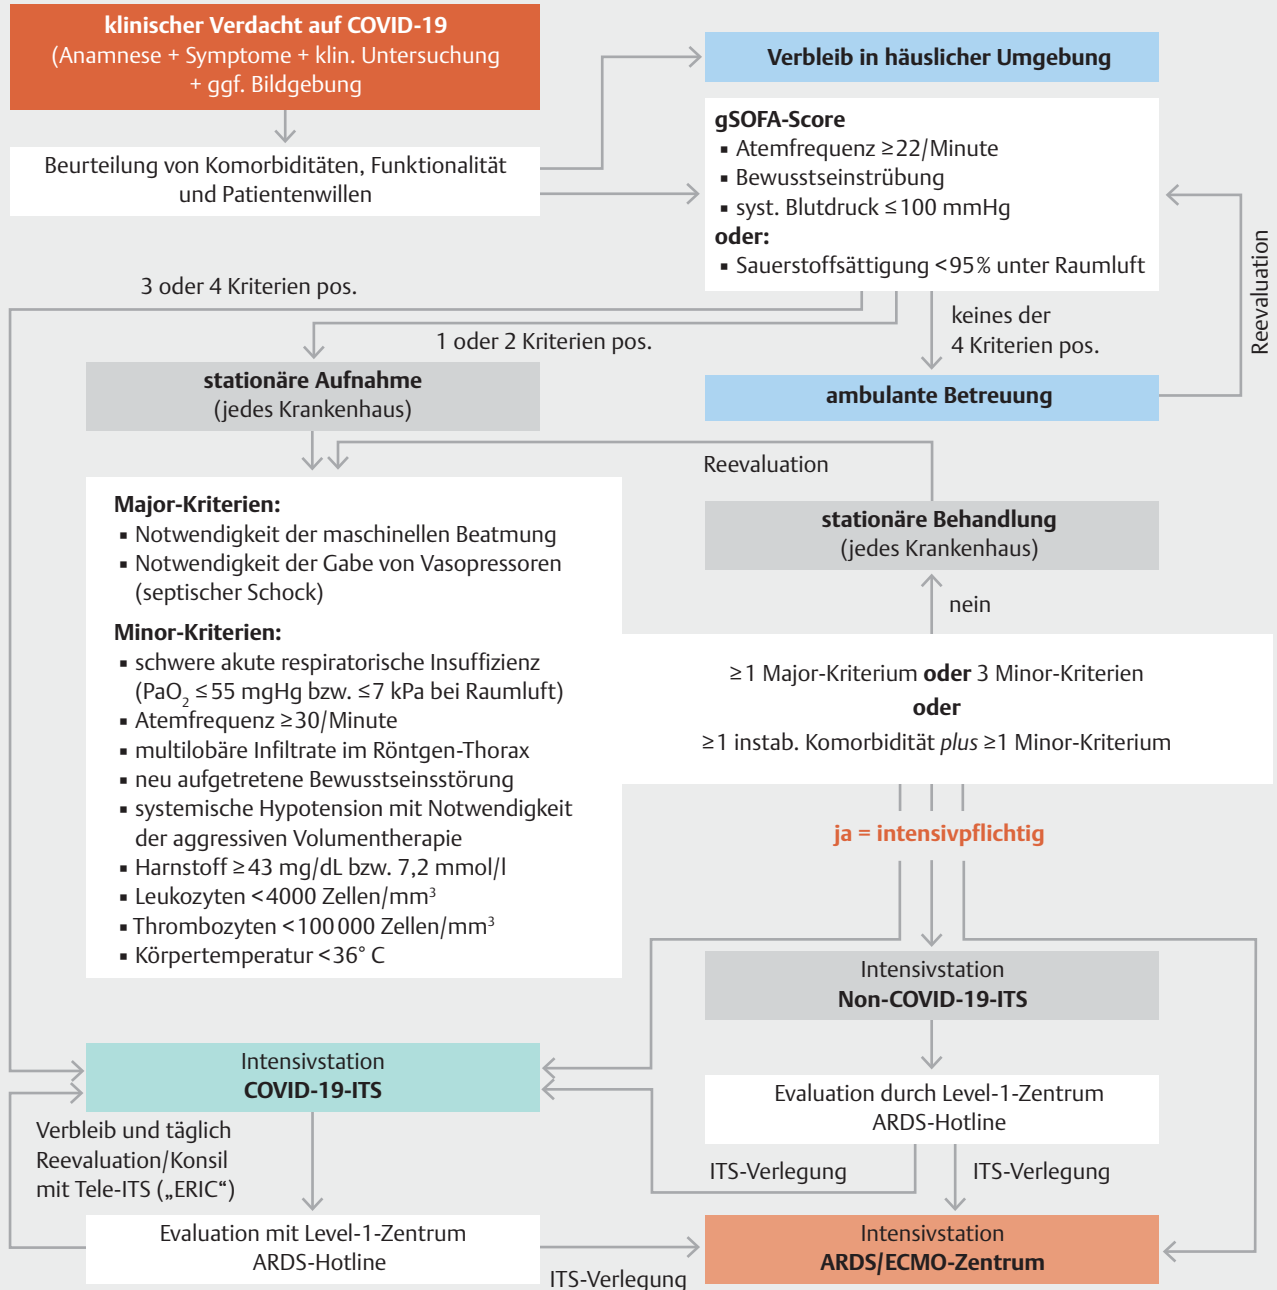 klinischer Verdacht auf COVID-19
(Anamnese + Symptome + klin. Untersuchung
+ ggf. Bildgebung
Beurteilung von Komorbiditäten, Funktionalität
und Patientenwillen
Verbleib in häuslicher Umgebung
gSOFA-Score
▪ Atemfrequenz ≥22/Minute
▪ Bewusstseinstrübung
▪ syst. Blutdruck ≤100 mmHg
oder:
▪ Sauerstoffsättigung <95% unter Raumluft
Reevaluation
3 oder 4 Kriterien pos.
1 oder 2 Kriterien pos.
keines der
4 Kriterien pos.
stationäre Aufnahme
(jedes Krankenhaus)
ambulante Betreuung
Reevaluation
Major-Kriterien:
▪ Notwendigkeit der maschinellen Beatmung
▪ Notwendigkeit der Gabe von Vasopressoren
(septischer Schock)
Minor-Kriterien:
▪ schwere akute respiratorische Insuffizienz
(PaO₂ ≤55 mgHg bzw. ≤7 kPa bei Raumluft)
▪ Atemfrequenz ≥30/Minute
▪ multilobäre Infiltrate im Röntgen-Thorax
▪ neu aufgetretene Bewusstseinsstörung
▪ systemische Hypotension mit Notwendigkeit
der aggressiven Volumentherapie
▪ Harnstoff ≥43 mg/dL bzw. 7,2 mmol/l
▪ Leukozyten <4000 Zellen/mm³
▪ Thrombozyten <100 000 Zellen/mm³
▪ Körpertemperatur <36° C
stationäre Behandlung
(jedes Krankenhaus)
nein
≥1 Major-Kriterium oder 3 Minor-Kriterien
oder
≥1 instab. Komorbidität plus ≥1 Minor-Kriterium
ja = intensivpflichtig
Intensivstation
Non-COVID-19-ITS
Intensivstation
COVID-19-ITS
Evaluation durch Level-1-Zentrum
ARDS-Hotline
Verbleib und täglich
Reevaluation/Konsil
mit Tele-ITS („ERIC“)
ITS-Verlegung
ITS-Verlegung
Evaluation mit Level-1-Zentrum
ARDS-Hotline
ITS-Verlegung
Intensivstation
ARDS/ECMO-Zentrum